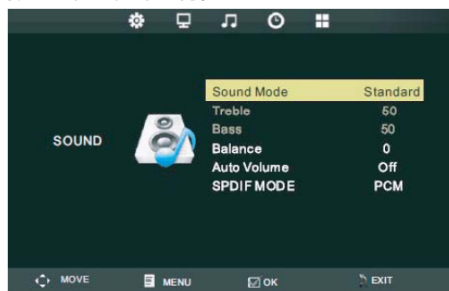 Sound Mode Standard
Treble 50
Bass 50
SOUND
Balance 0
Auto Volume Off
SPDIF MODE PCM
MOVE MENU OK EXIT